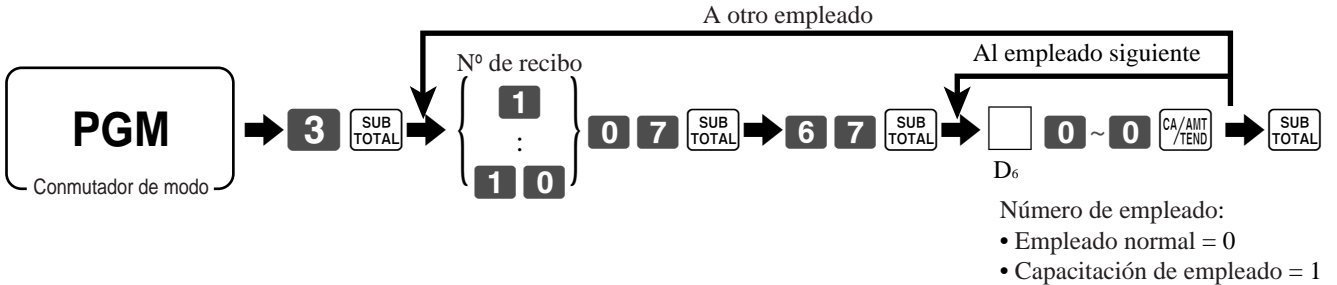 A otro empleado
Al empleado siguiente
Nº de recibo
PGM
Conmutador de modo
3 SUB TOTAL 1 : 1 0 0 7 SUB TOTAL 6 7 SUB TOTAL 0 ~ 0 CA/AMT TEND SUB TOTAL
D6
Número de empleado:
• Empleado normal = 0
• Capacitación de empleado = 1